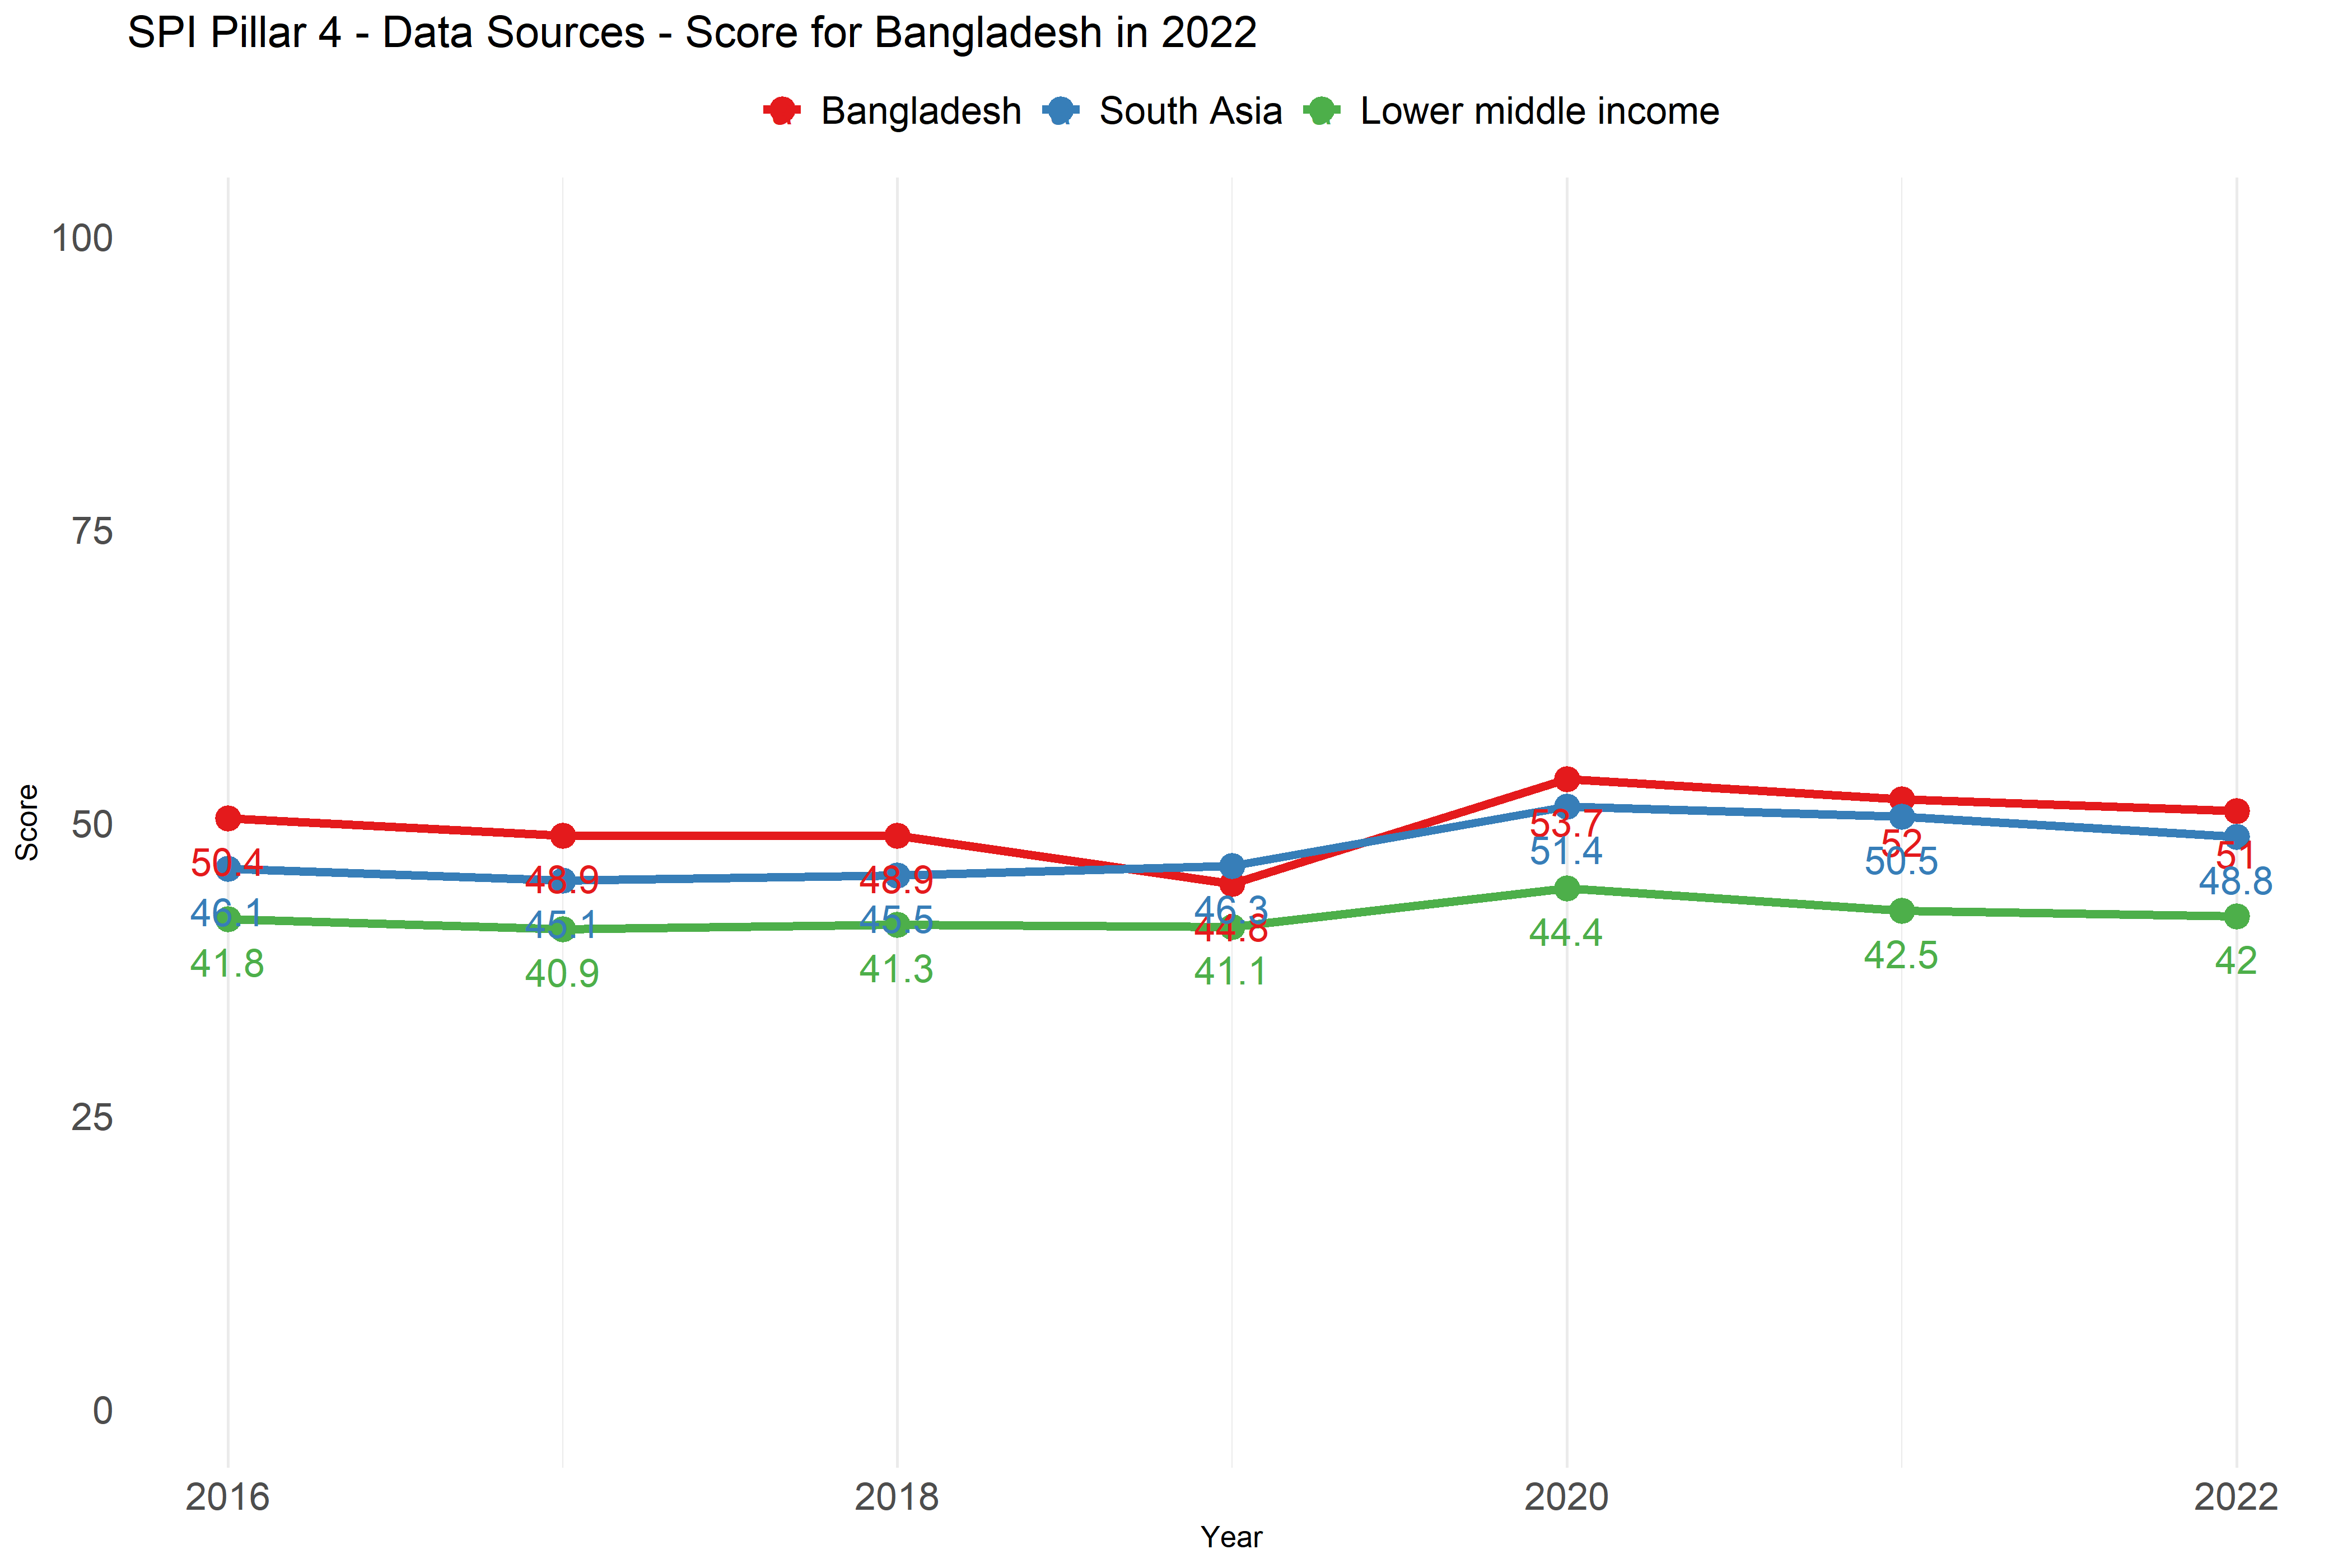 SPI Pillar 4 - Data Sources - Score for Bangladesh in 2022
Bangladesh South Asia Lower middle income
100
75
50
25
0
Score
50.4 48.9 48.9 44.8 53.7 52 51
46.1 45.1 45.5 46.3 51.4 50.5 48.8
41.8 40.9 41.3 41.1 44.4 42.5 42
2016 2018 2020 2022
Year